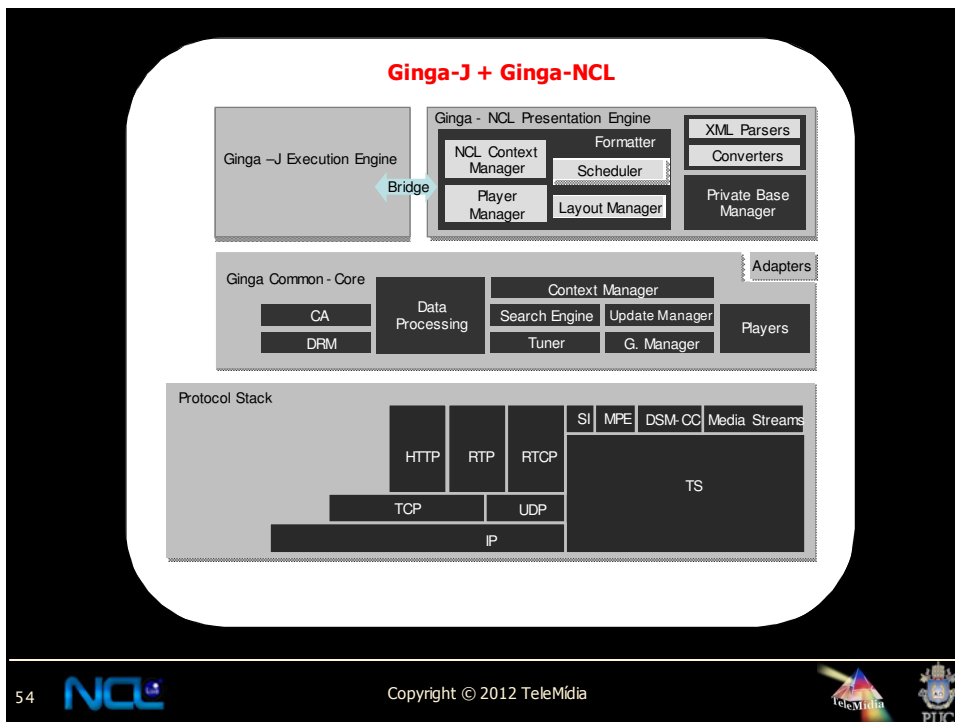 Ginga-J + Ginga-NCL
Ginga –J Execution Engine
Bridge
Ginga - NCL Presentation Engine
Formatter
NCL Context
Manager
Scheduler
Player
Manager
Layout Manager
XML Parsers
Converters
Private Base
Manager
Adapters
Ginga Common - Core
CA
DRM
Data
Processing
Context Manager
Search Engine
Update Manager
Tuner
G. Manager
Players
Protocol Stack
HTTP
RTP
RTCP
SI
MPE
DSM-CC
Media Streams
TS
TCP
UDP
IP
54
NCL
Copyright © 2012 TeleMídia
TeleMídia
PUC